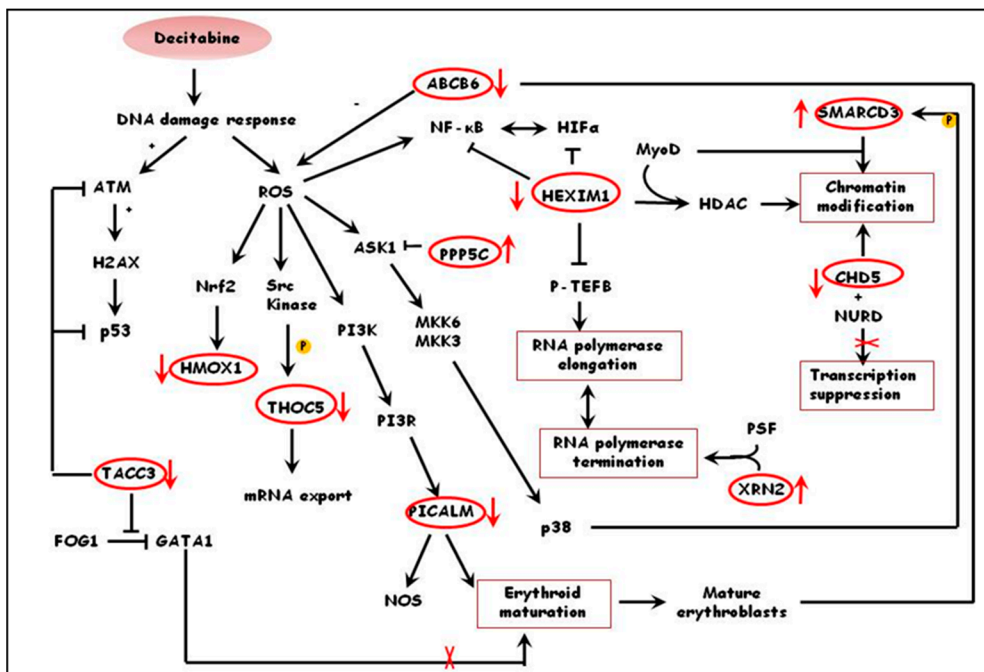 Decitabine
ABCB6
-
SMARCD3
P
DNA damage response
NF-κB
HIFα
+
MyoD
ATM
ROS
HEXIM1
HDAC
Chromatin
modification
+
ASK1
PPP5C
H2AX
Nrf2
Src
Kinase
P-TEFB
CHD5
+
NURD
p53
PI3K
MKK6
MKK3
P
RNA polymerase
elongation
HMOX1
Transcription
suppression
THOC5
PI3R
PSF
RNA polymerase
termination
TACC3
mRNA export
XRN2
PICALM
p38
FOG1
GATA1
NOS
Erythroid
maturation
Mature
erythroblasts